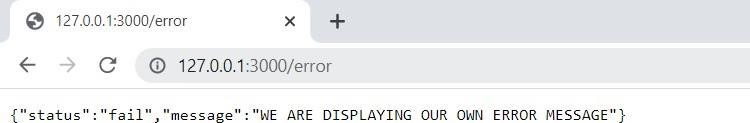 127.0.0.1:3000/error
127.0.0.1:3000/error
{"status":"fail","message":"WE ARE DISPLAYING OUR OWN ERROR MESSAGE"}